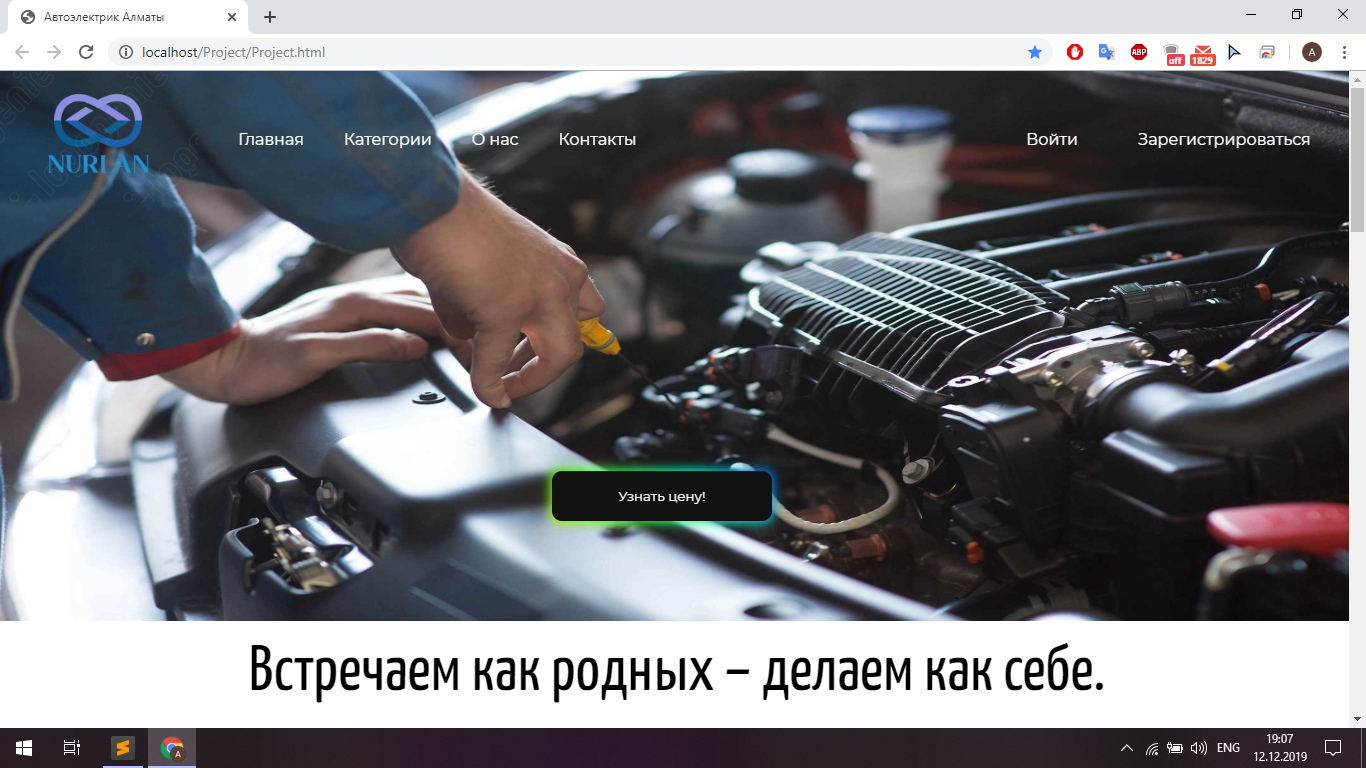 Автоэлектрик Алматы
localhost/Project/Project.html
ABP
off
1829
A
NURLAN
Главная Категории О нас Контакты Войти Зарегистрироваться
Узнать цену!
Встречаем как родных – делаем как себе.
A
ENG
19:07
12.12.2019